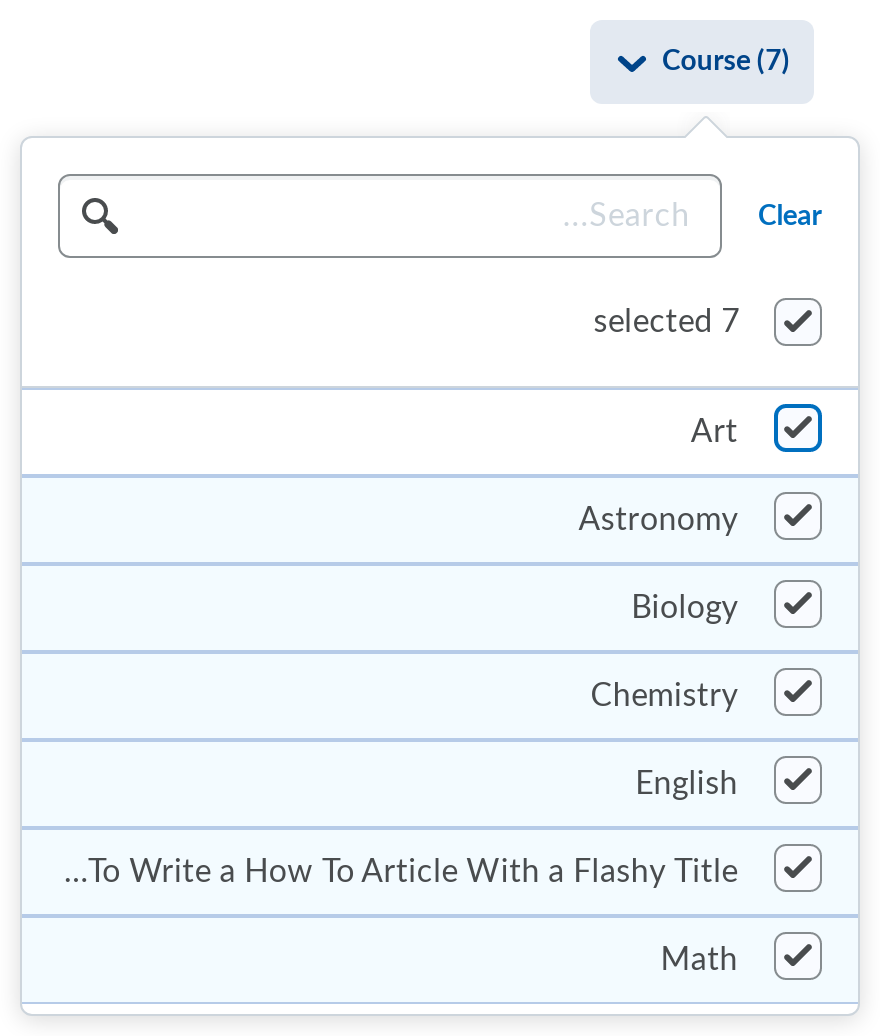 Course (7)
...Search
Clear
selected 7
Art
Astronomy
Biology
Chemistry
English
...To Write a How To Article With a Flashy Title
Math